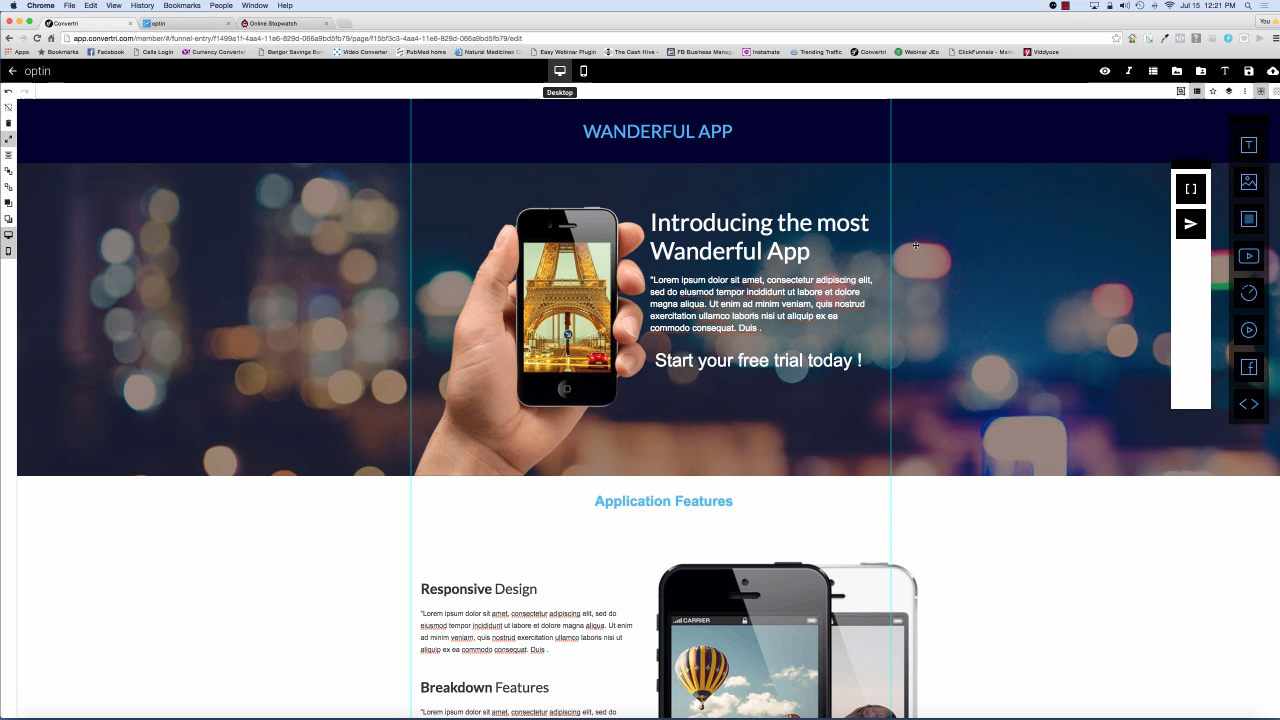 Chrome File Edit View History Bookmarks People Window Help
Jul 15 12:21 PM
Convertri
optin
Online Stopwatch
You
app.convertri.com/member/#/funnel-entry/f1499a11-4aa4-11e6-829d-066a9bd5fb79/page/f15bf3c3-4aa4-11e6-829d-066a9bd5fb79/edit
Apps Bookmarks Facebook Calla Login Currency Converter Bangor Savings Ban Video Converter PubMed home Natural Medicines C Easy Webinar Plugin The Cash Hive - FB Business Manag Instamate Trending Traffic Convertri Webinar JEo ClickFunnels - Mark Viddyoze
optin
Desktop
WANDERFUL APP
Introducing the most
Wanderful App
"Lorem ipsum dolor sit amet, consectetur adipiscing elit,
sed do eiusmod tempor incididunt ut labore et dolore
magna aliqua. Ut enim ad minim veniam, quis nostrud
exercitation ullamco laboris nisi ut aliquip ex ea
commodo consequat. Duis .
Start your free trial today !
Application Features
Responsive Design
"Lorem ipsum dolor sit amet, consectetur adipiscing elit, sed do
eiusmod tempor incididunt ut labore et dolore magna aliqua. Ut enim
ad minim veniam, quis nostrud exercitation ullamco laboris nisi ut
aliquip ex ea commodo consequat. Duis .
CARRIER
Breakdown Features
"Lorem ipsum dolor sit amet, consectetur adipiscing elit, sed do